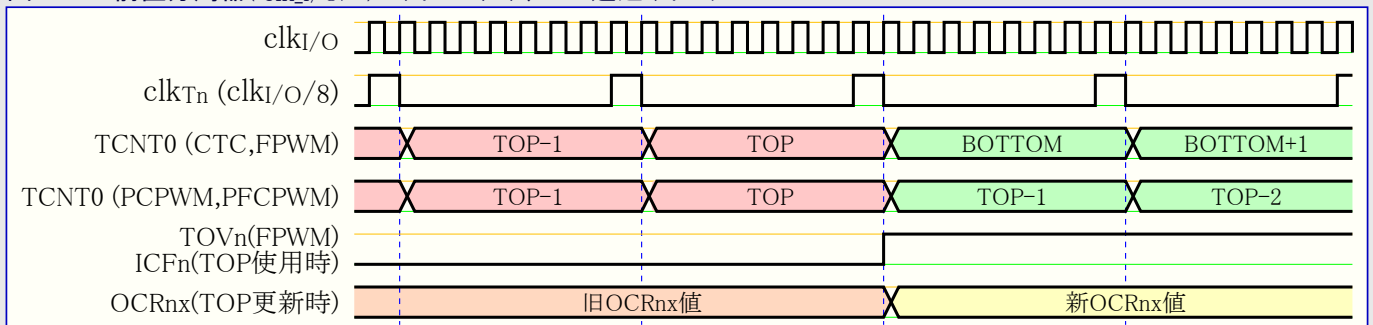 clkI/O
clkTn (clkI/O/8)
TCNT0 (CTC,FPWM) TOP-1 TOP BOTTOM BOTTOM+1
TCNT0 (PCPWM,PFCPWM) TOP-1 TOP TOP-1 TOP-2
TOVn(FPWM)
ICFn(TOP使用時)
OCRnx(TOP更新時) 旧OCRnx値 新OCRnx値